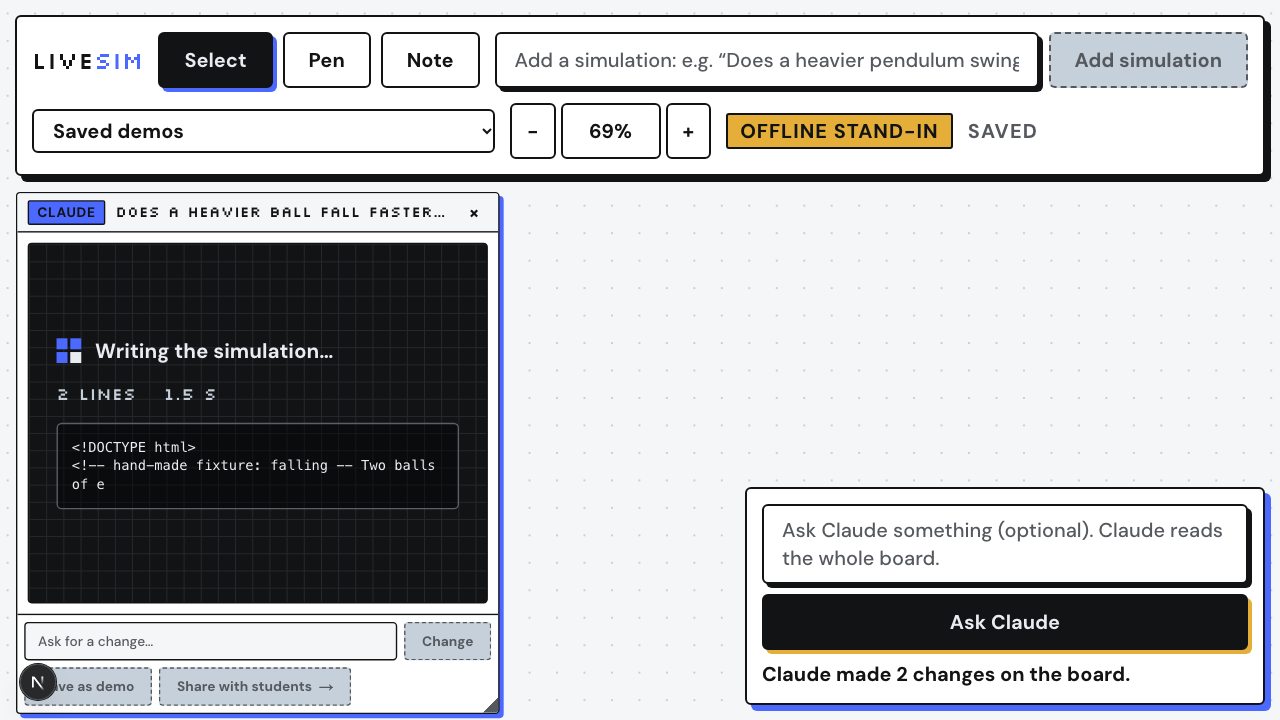 LIVESIM
Select
Pen
Note
Add a simulation: e.g. “Does a heavier pendulum swing
Add simulation
Saved demos
-
69%
+
OFFLINE STAND-IN
SAVED
CLAUDE
DOES A HEAVIER BALL FALL FASTER…
×
Writing the simulation…
2 LINES 1.5 S
<!DOCTYPE html>
<!-- hand-made fixture: falling -- Two balls
of e
Ask for a change…
Change
N
as demo
Share with students →
Ask Claude something (optional). Claude reads
the whole board.
Ask Claude
Claude made 2 changes on the board.